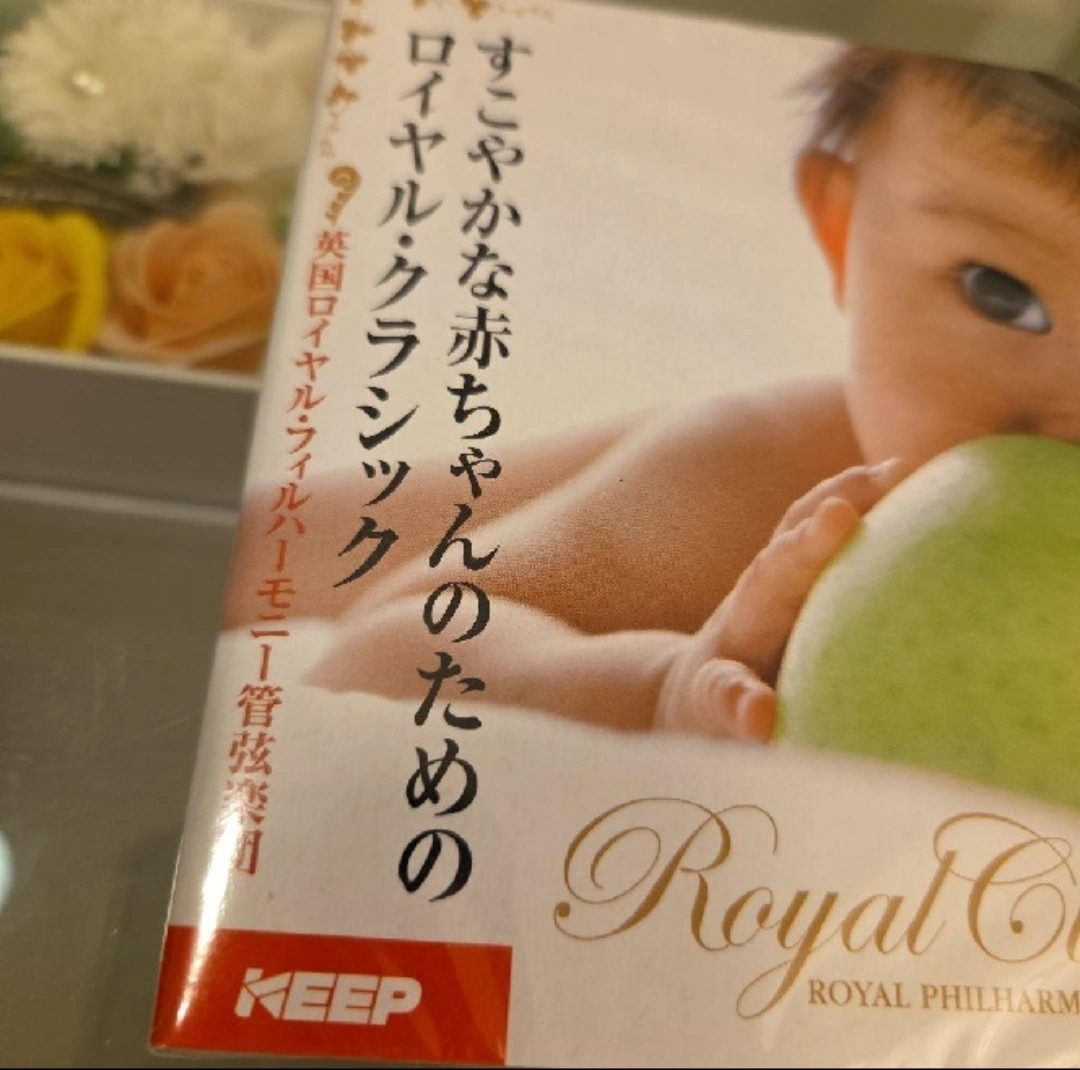 すこやかな赤ちゃんのための
ロイヤル・クラシック
英国ロイヤル・フィルハーモニー管弦楽団
Royal Cl
ROYAL PHILHARM
KEEP